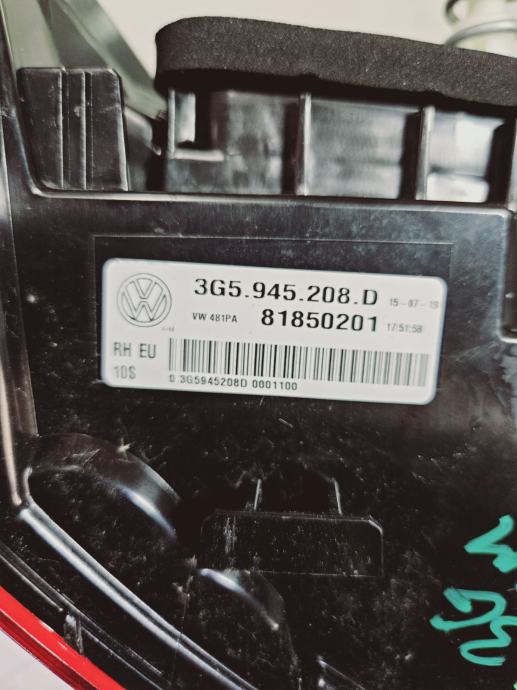 3G5.945.208.D 15-07-19
VW 481PA 81850201 17:51:58
RH EU
10S
0 3G5945208D 0001100